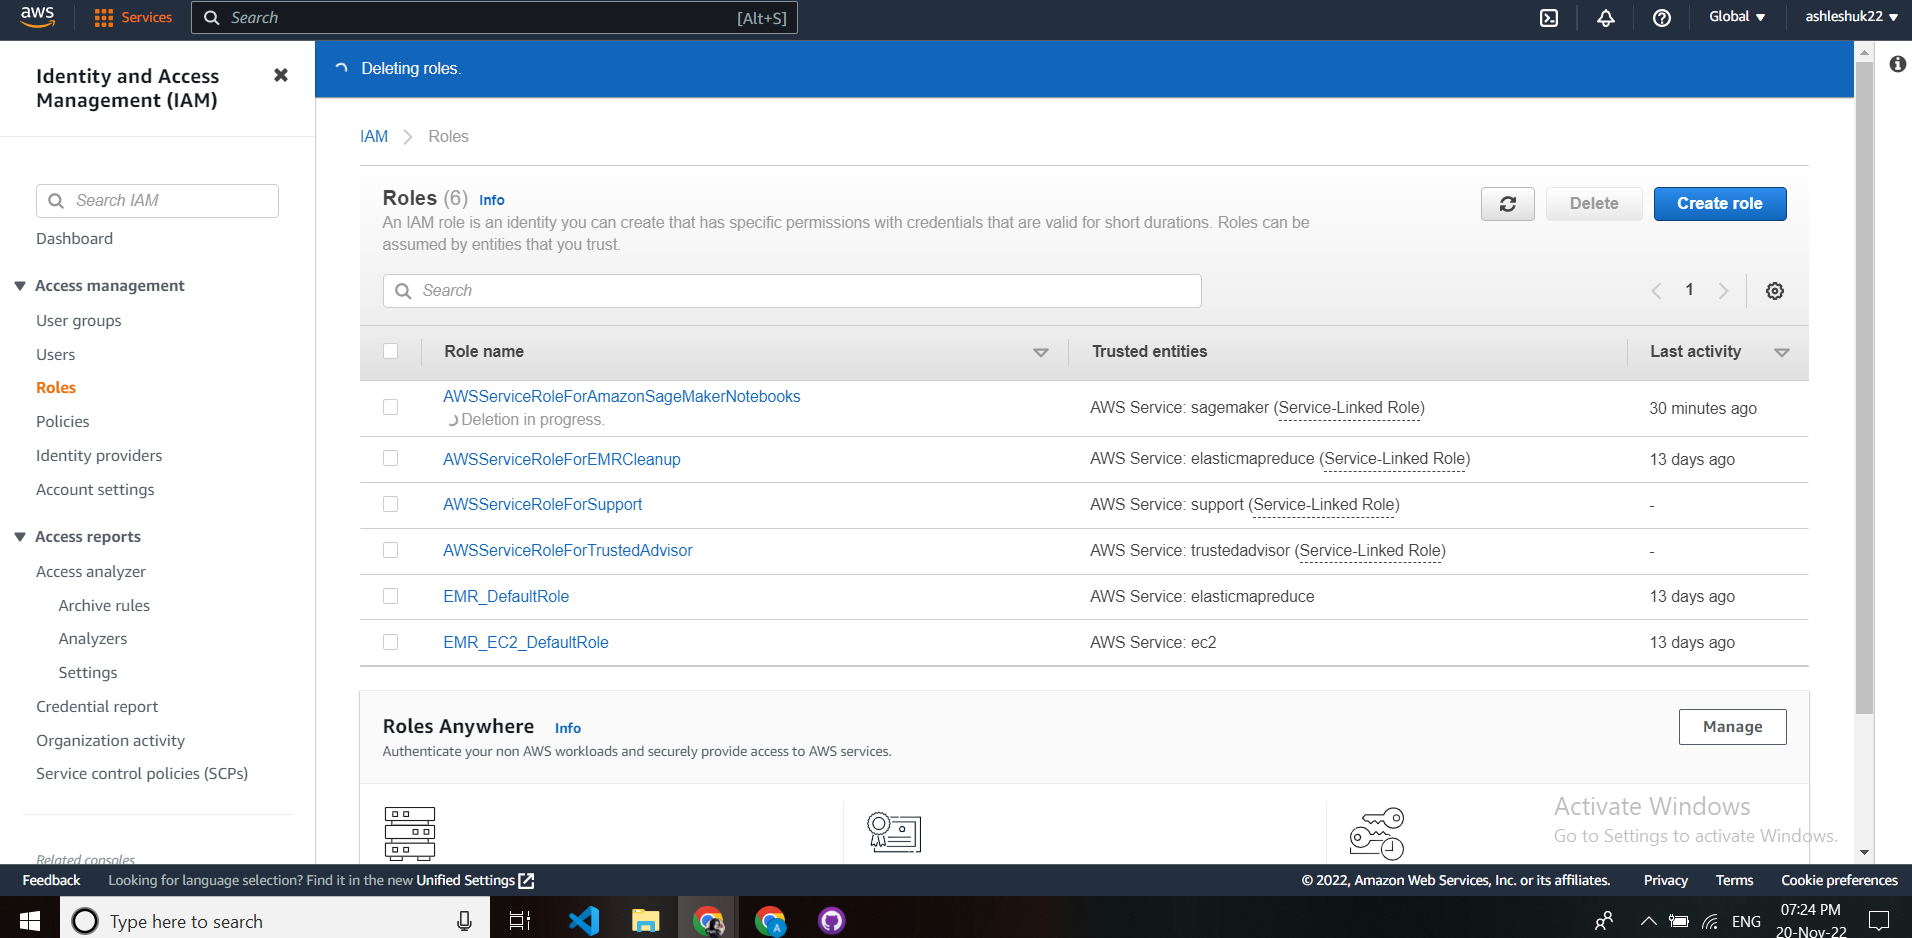 aws
Services
Search
[Alt+S]
Global
ashleshuk22
Identity and Access
Management (IAM)
Search IAM
Dashboard
Access management
User groups
Users
Roles
Policies
Identity providers
Account settings
Access reports
Access analyzer
Archive rules
Analyzers
Settings
Credential report
Organization activity
Service control policies (SCPs)
Related consoles
Deleting roles.
IAM
Roles
Roles (6) Info
An IAM role is an identity you can create that has specific permissions with credentials that are valid for short durations. Roles can be
assumed by entities that you trust.
Delete
Create role
Search
1
Role name
Trusted entities
Last activity
AWSServiceRoleForAmazonSageMakerNotebooks
Deletion in progress.
AWS Service: sagemaker (Service-Linked Role)
30 minutes ago
AWSServiceRoleForEMRCleanup
AWS Service: elasticmapreduce (Service-Linked Role)
13 days ago
AWSServiceRoleForSupport
AWS Service: support (Service-Linked Role)
-
AWSServiceRoleForTrustedAdvisor
AWS Service: trustedadvisor (Service-Linked Role)
-
EMR_DefaultRole
AWS Service: elasticmapreduce
13 days ago
EMR_EC2_DefaultRole
AWS Service: ec2
13 days ago
Roles Anywhere Info
Authenticate your non AWS workloads and securely provide access to AWS services.
Manage
Activate Windows
Go to Settings to activate Windows.
Feedback
Looking for language selection? Find it in the new Unified Settings
© 2022, Amazon Web Services, Inc. or its affiliates.
Privacy
Terms
Cookie preferences
Type here to search
A
ENG
07:24 PM
20-Nov-22